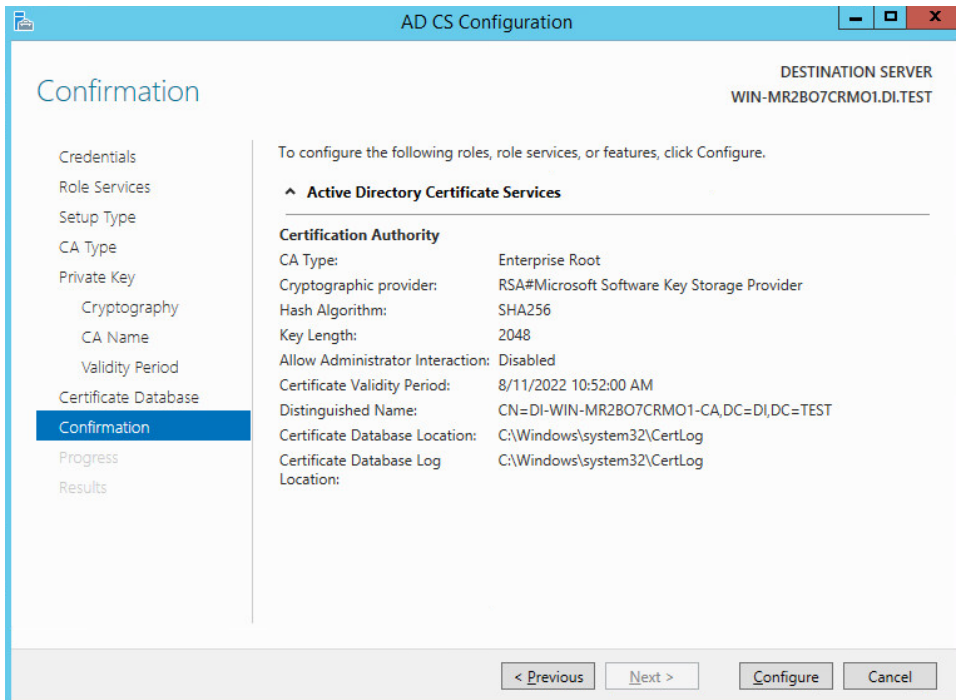 AD CS Configuration
Confirmation
DESTINATION SERVER
WIN-MR2BO7CRMO1.DI.TEST
Credentials
Role Services
Setup Type
CA Type
Private Key
Cryptography
CA Name
Validity Period
Certificate Database
Confirmation
Progress
Results
To configure the following roles, role services, or features, click Configure.
Active Directory Certificate Services
Certification Authority
CA Type: Enterprise Root
Cryptographic provider: RSA#Microsoft Software Key Storage Provider
Hash Algorithm: SHA256
Key Length: 2048
Allow Administrator Interaction: Disabled
Certificate Validity Period: 8/11/2022 10:52:00 AM
Distinguished Name: CN=DI-WIN-MR2BO7CRMO1-CA,DC=DI,DC=TEST
Certificate Database Location: C:\Windows\system32\CertLog
Certificate Database Log C:\Windows\system32\CertLog
Location:
< Previous Next > Configure Cancel